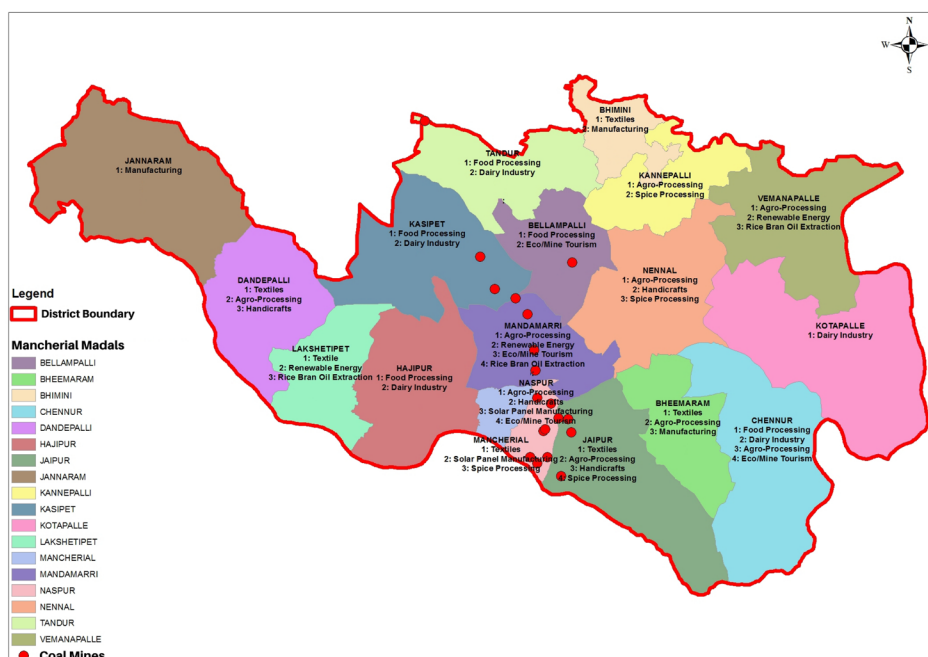 N
W
E
S
BHIMINI
1: Textiles
2: Manufacturing
JANNARAM
1: Manufacturing
TANDUR
1: Food Processing
2: Dairy Industry
KANNEPALLI
1: Agro-Processing
2: Spice Processing
VEMANAPALLE
1: Agro-Processing
2: Renewable Energy
3: Rice Bran Oil Extraction
KASIPET
1: Food Processing
2: Dairy Industry
BELLAMPALLI
1: Food Processing
2: Eco/Mine Tourism
NENNAL
1: Agro-Processing
2: Handicrafts
3: Spice Processing
DANDEPALLI
1: Textiles
2: Agro-Processing
3: Handicrafts
KOTAPALLE
1: Dairy Industry
MANDAMARRI
1: Agro-Processing
2: Renewable Energy
3: Eco/Mine Tourism
4: Rice Bran Oil Extraction
LAKSHETIPET
1: Textile
2: Renewable Energy
3: Rice Bran Oil Extraction
HAJIPUR
1: Food Processing
2: Dairy Industry
NASPUR
1: Agro-Processing
2: Handicrafts
3: Solar Panel Manufacturing
4: Eco/Mine Tourism
BHEEMARAM
1: Textiles
2: Agro-Processing
3: Manufacturing
CHENNUR
1: Food Processing
2: Dairy Industry
3: Agro-Processing
4: Eco/Mine Tourism
MANCHERIAL
1: Textiles
2: Solar Panel Manufacturing
3: Spice Processing
JAIPUR
1: Textiles
2: Agro-Processing
3: Handicrafts
4: Spice Processing
Legend
District Boundary
Mancherial Madals
BELLAMPALLI
BHEEMARAM
BHIMINI
CHENNUR
DANDEPALLI
HAJIPUR
JAIPUR
JANNARAM
KANNEPALLI
KASIPET
KOTAPALLE
LAKSHETIPET
MANCHERIAL
MANDAMARRI
NASPUR
NENNAL
TANDUR
VEMANAPALLE
Coal Mines